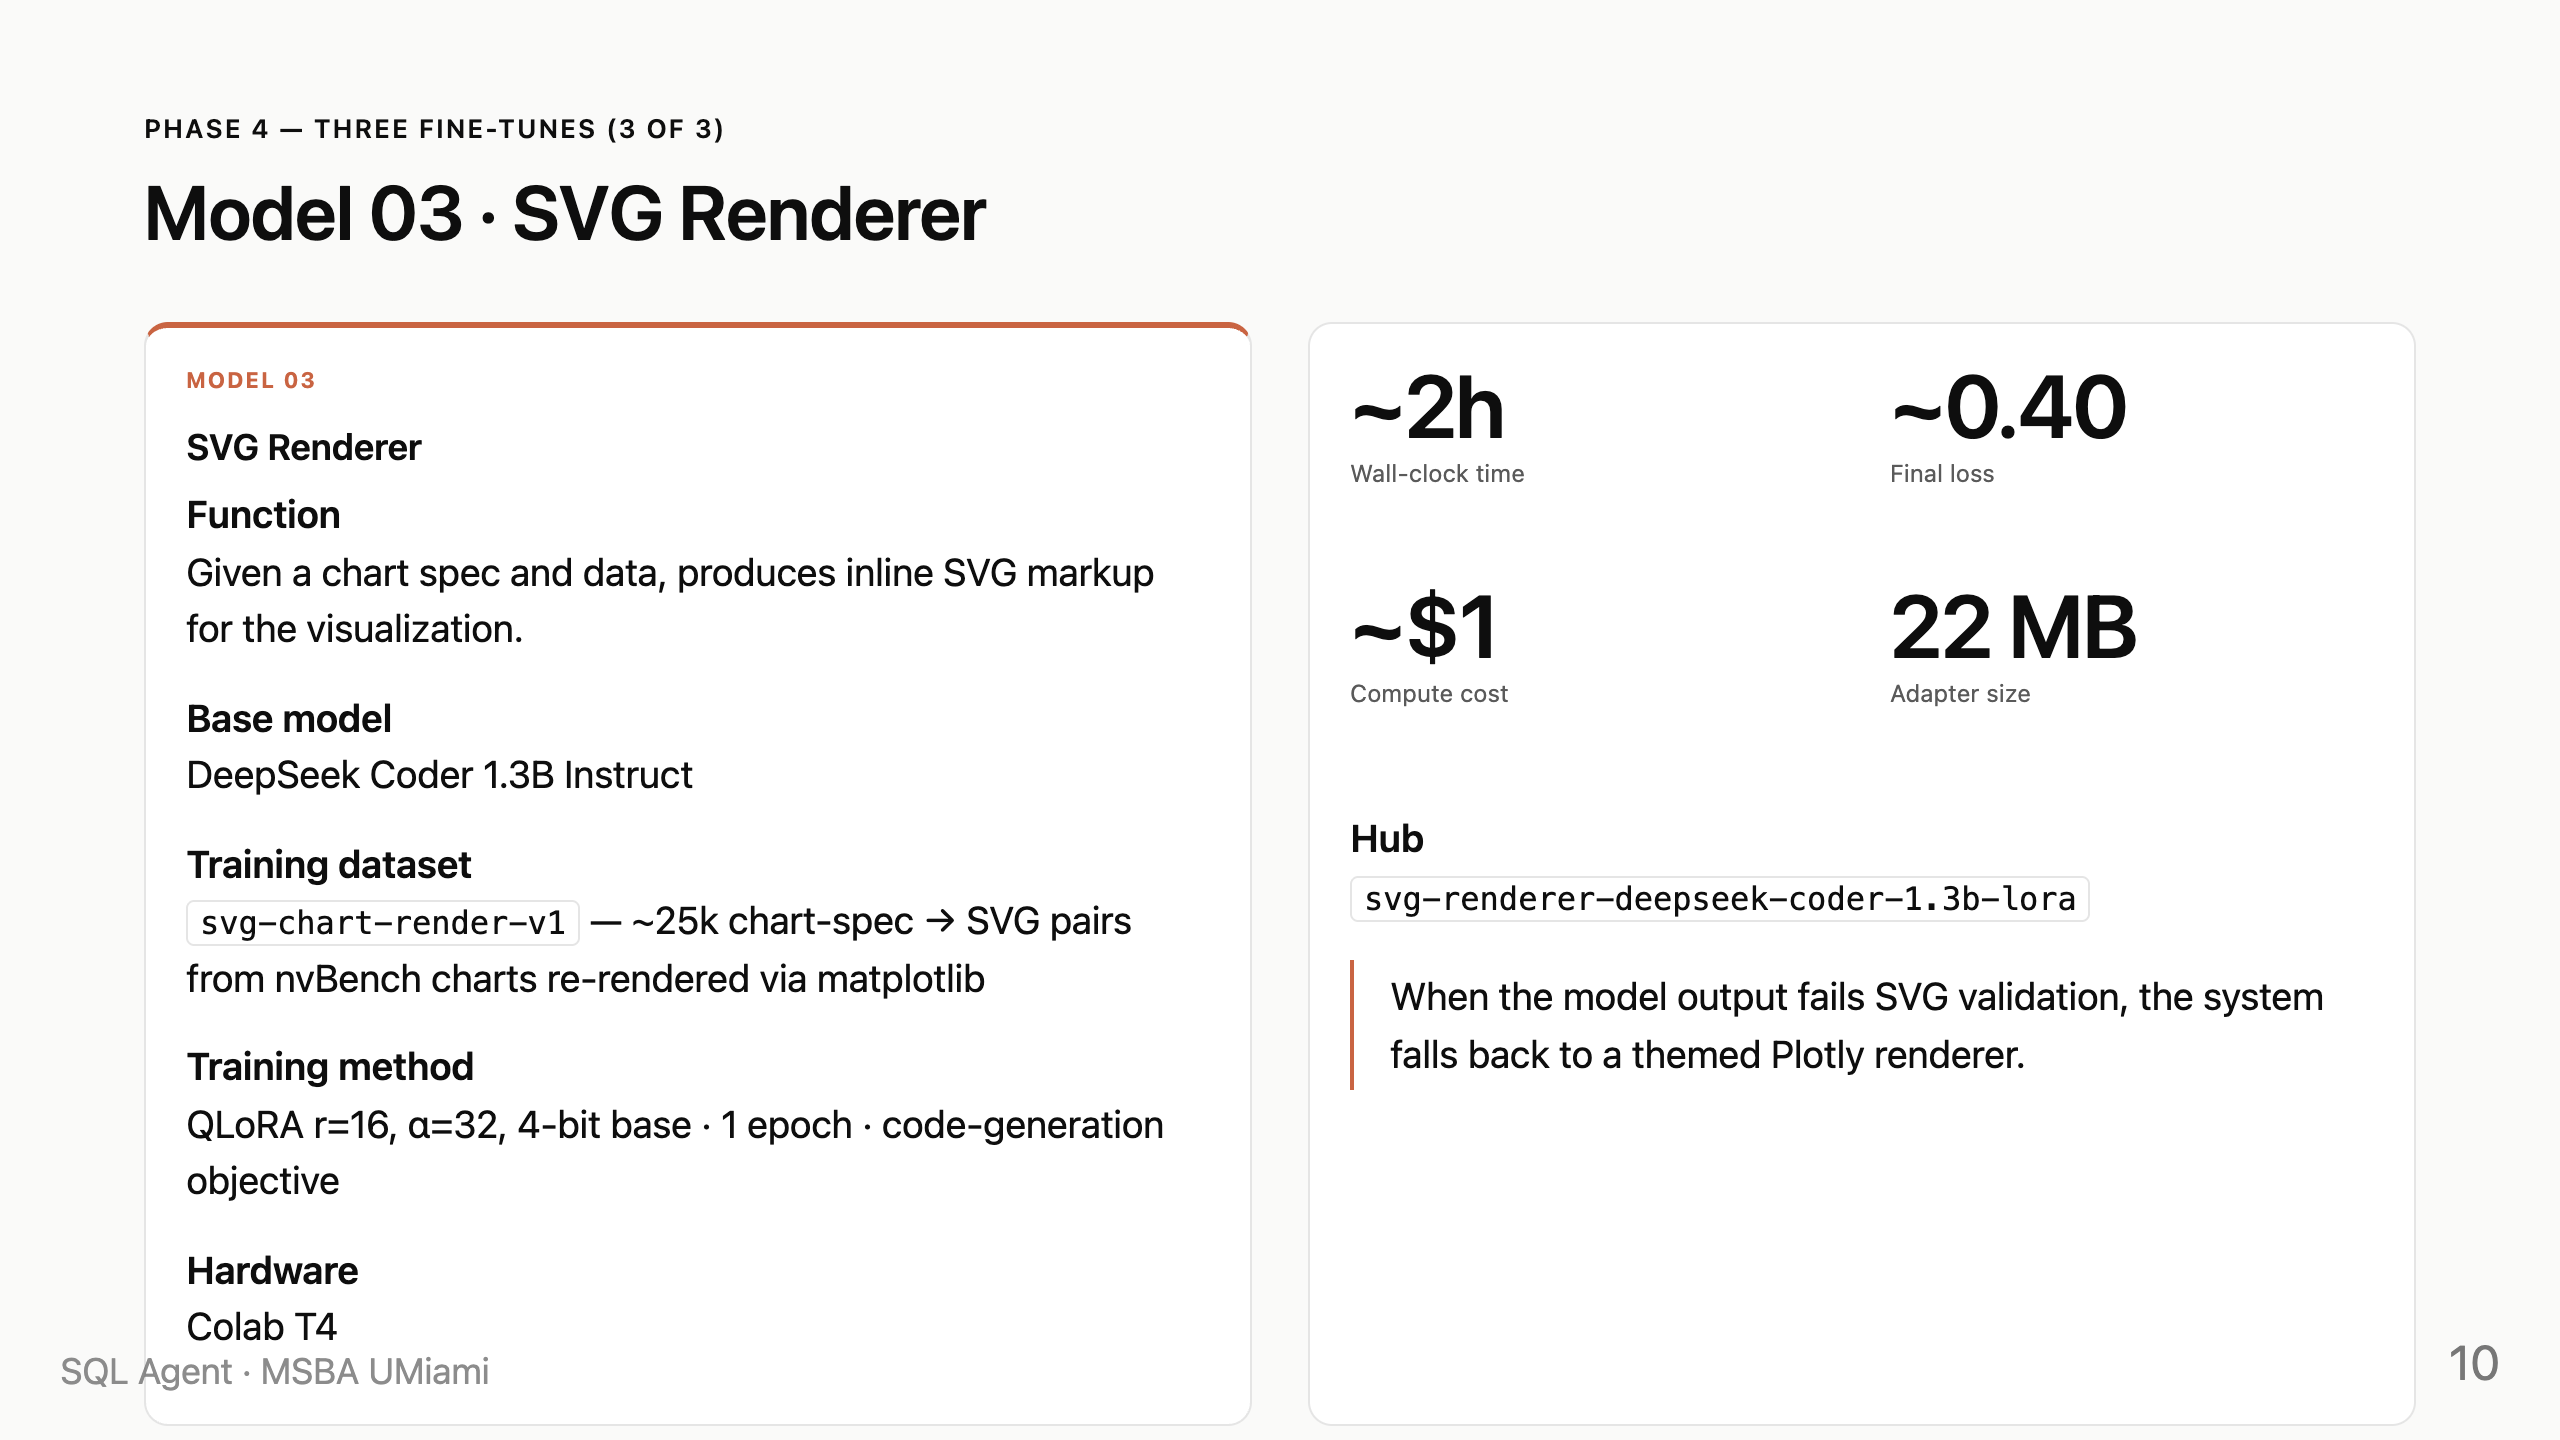 PHASE 4 — THREE FINE-TUNES (3 OF 3)
Model 03 · SVG Renderer
MODEL 03
SVG Renderer
Function
Given a chart spec and data, produces inline SVG markup
for the visualization.
Base model
DeepSeek Coder 1.3B Instruct
Training dataset
svg-chart-render-v1 — ~25k chart-spec → SVG pairs
from nvBench charts re-rendered via matplotlib
Training method
QLoRA r=16, α=32, 4-bit base · 1 epoch · code-generation
objective
Hardware
Colab T4
~2h
Wall-clock time
~0.40
Final loss
~$1
Compute cost
22 MB
Adapter size
Hub
svg-renderer-deepseek-coder-1.3b-lora
When the model output fails SVG validation, the system
falls back to a themed Plotly renderer.
SQL Agent · MSBA UMiami
10